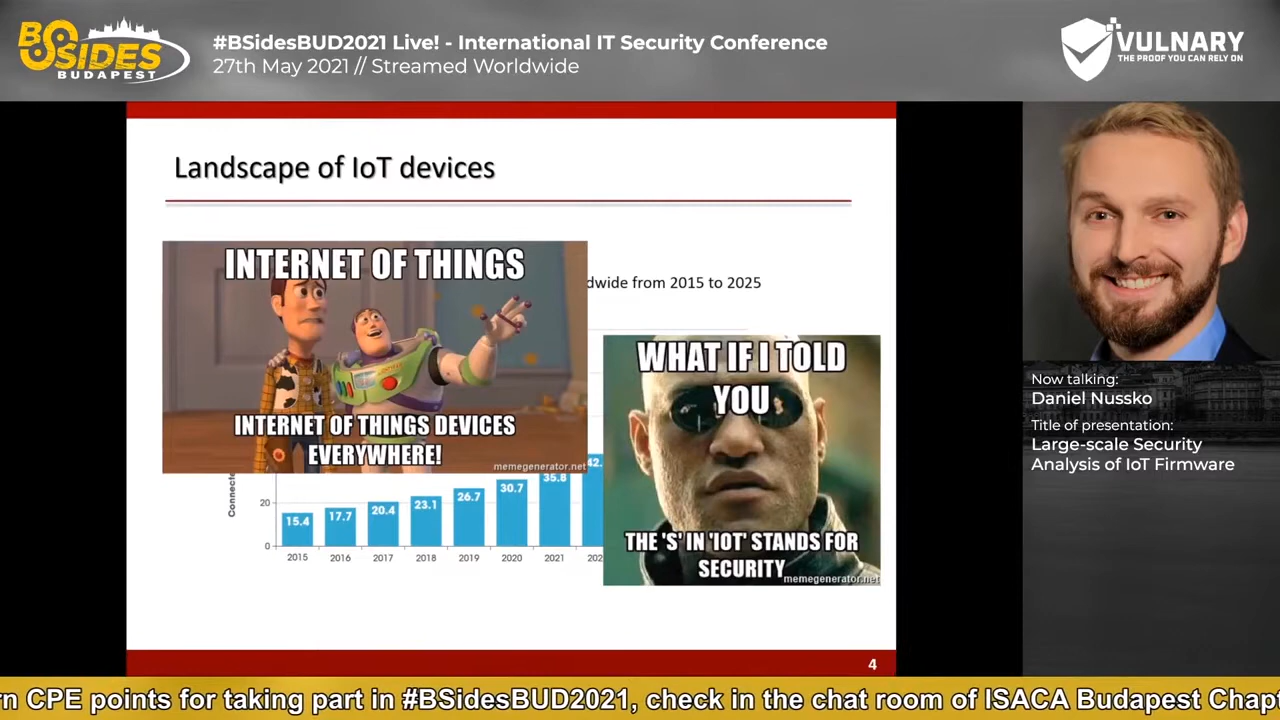 BSIDES
BUDAPEST
#BSidesBUD2021 Live! - International IT Security Conference
27th May 2021 // Streamed Worldwide
VULNARY
THE PROOF YOU CAN RELY ON
Landscape of IoT devices
INTERNET OF THINGS
INTERNET OF THINGS DEVICES
EVERYWHERE!
memegenerator.net
dwide from 2015 to 2025
WHAT IF I TOLD
YOU
THE 'S' IN 'IOT' STANDS FOR
SECURITY
memegenerator.net
Connecte
20
0
15.4 17.7 20.4 23.1 26.7 30.7 35.8 42.
2015 2016 2017 2018 2019 2020 2021 202
4
Now talking:
Daniel Nussko
Title of presentation:
Large-scale Security
Analysis of IoT Firmware
rn CPE points for taking part in #BSidesBUD2021, check in the chat room of ISACA Budapest Chap